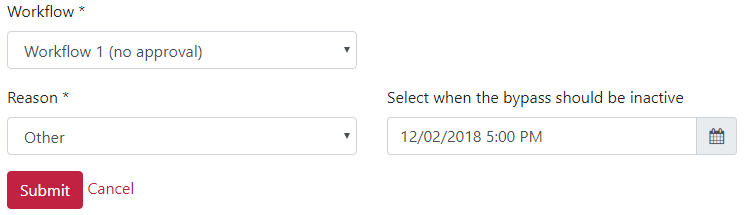 Workflow *
Workflow 1 (no approval)
Reason *
Other
Select when the bypass should be inactive
12/02/2018 5:00 PM
Submit Cancel